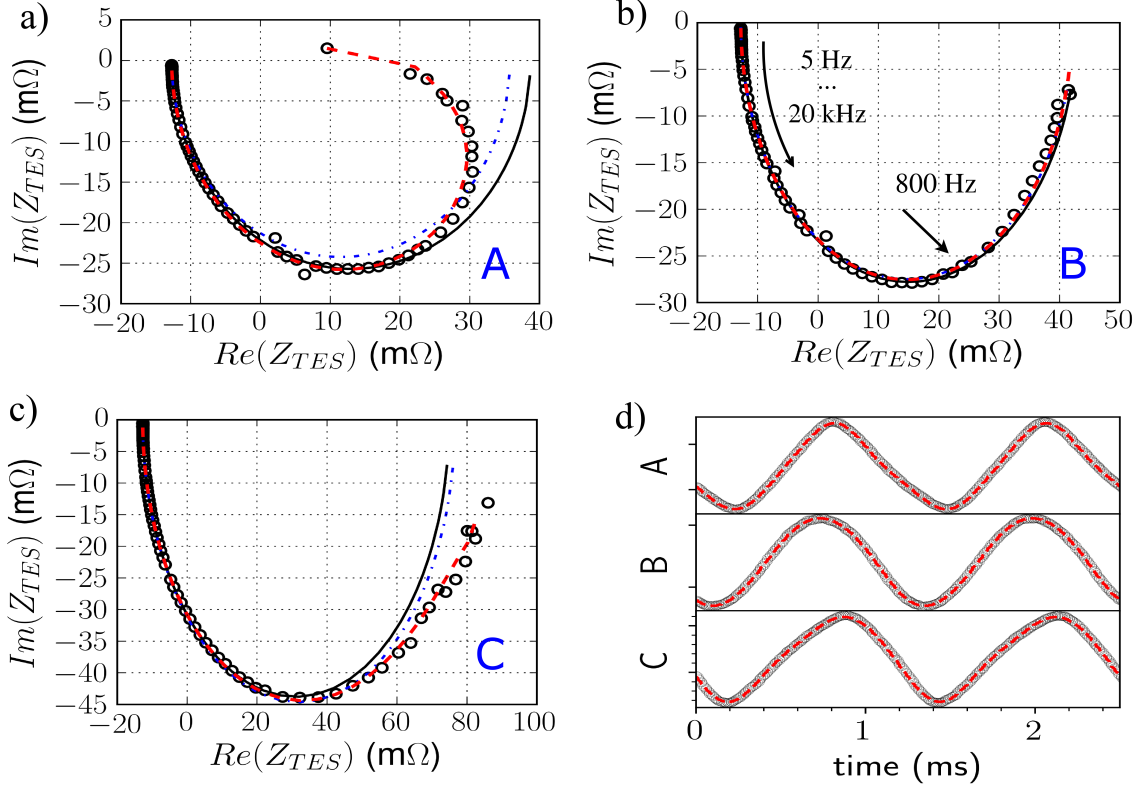 a)
5
0
−5
−10
−15
−20
−25
−30
−20 −10 0 10 20 30 40
Im(Z_TES) (mΩ)
Re(Z_TES) (mΩ)
A
b)
0
−5
−10
−15
−20
−25
−30
−20 −10 0 10 20 30 40 50
Im(Z_TES) (mΩ)
Re(Z_TES) (mΩ)
5 Hz
...
20 kHz
800 Hz
B
c)
0
−5
−10
−15
−20
−25
−30
−35
−40
−45
−20 0 20 40 60 80 100
Im(Z_TES) (mΩ)
Re(Z_TES) (mΩ)
C
d)
A
B
C
0 1 2
time (ms)